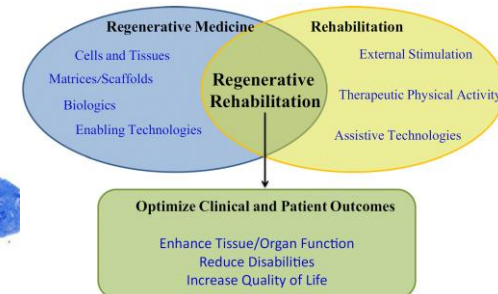 Regenerative Medicine
Cells and Tissues
Matrices/Scaffolds
Biologics
Enabling Technologies
Regenerative
Rehabilitation
Rehabilitation
External Stimulation
Therapeutic Physical Activity
Assistive Technologies
Optimize Clinical and Patient Outcomes
Enhance Tissue/Organ Function
Reduce Disabilities
Increase Quality of Life